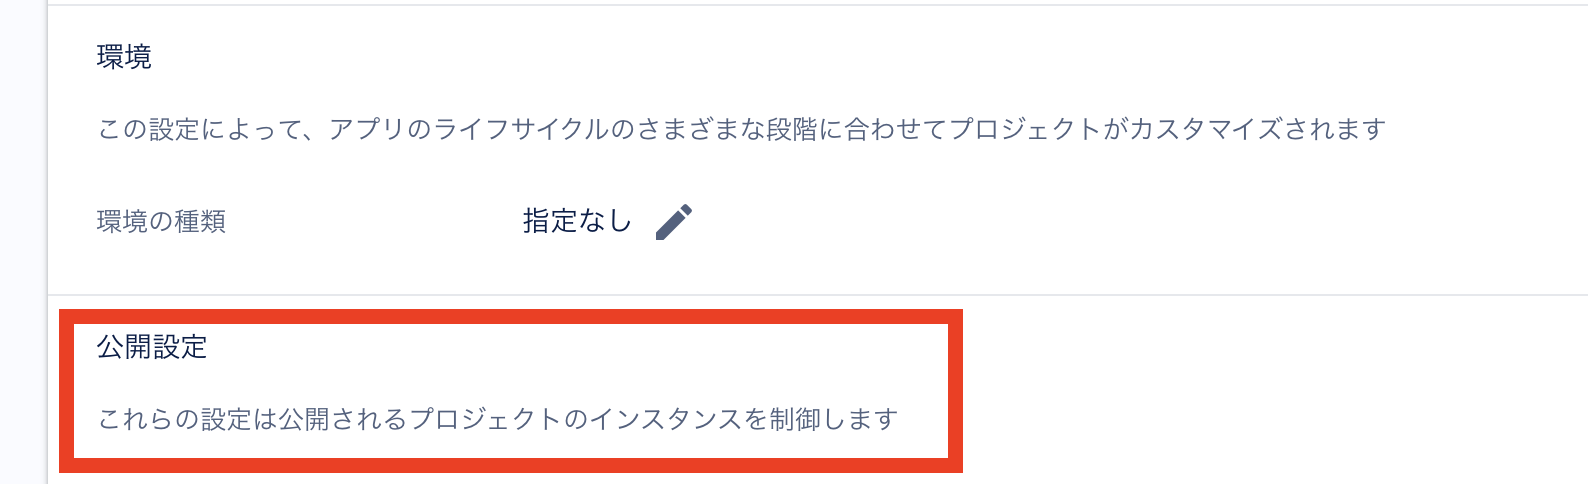 環境
この設定によって、アプリのライフサイクルのさまざまな段階に合わせてプロジェクトがカスタマイズされます
環境の種類 指定なし
公開設定
これらの設定は公開されるプロジェクトのインスタンスを制御します